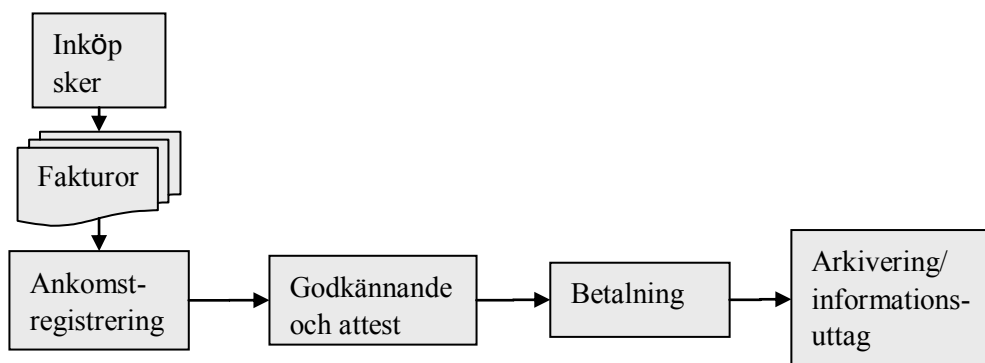 Inköp
sker
Fakturor
Ankomst-
registrering
Godkännande
och attest
Betalning
Arkivering/
informations-
uttag